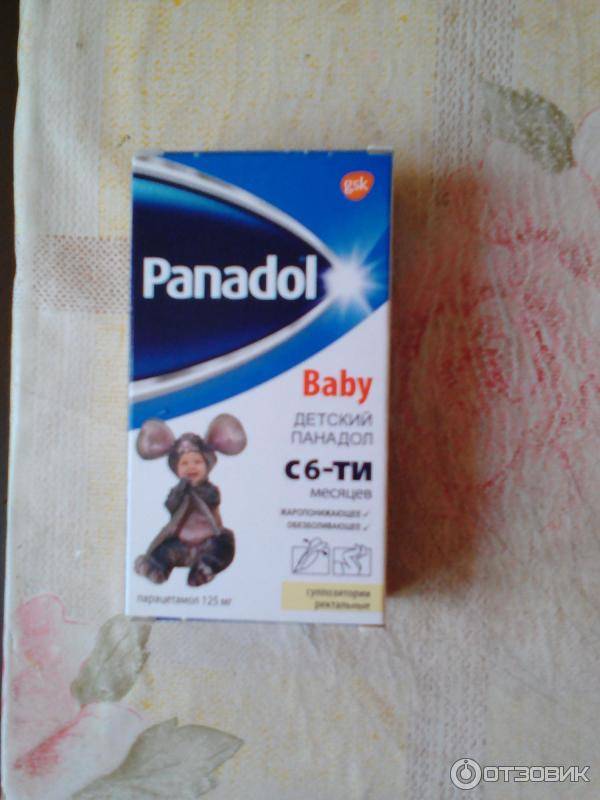 gsk
Panadol
Baby
ДЕТСКИЙ
ПАНАДОЛ
с 6-ти
месяцев
ЖАРОПОНИЖАЮЩЕЕ ✓
ОБЕЗБОЛИВАЮЩЕЕ ✓
парацетамол 125 мг
суппозитории
ректальные
ОТЗОВИК